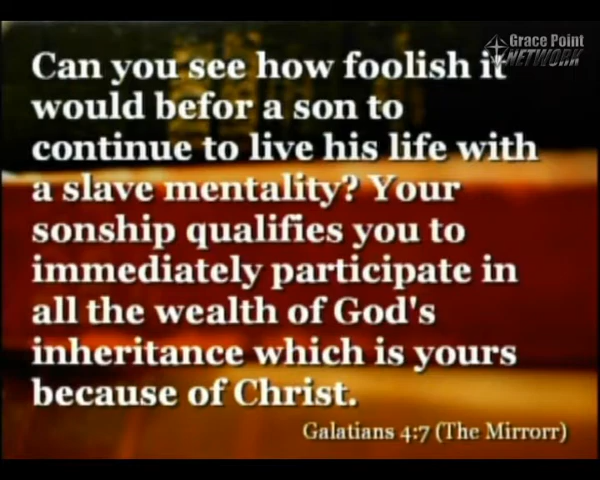 Grace Point
NETWORK
Can you see how foolish it
would befor a son to
continue to live his life with
a slave mentality? Your
sonship qualifies you to
immediately participate in
all the wealth of God's
inheritance which is yours
because of Christ.
Galatians 4:7 (The Mirrorr)